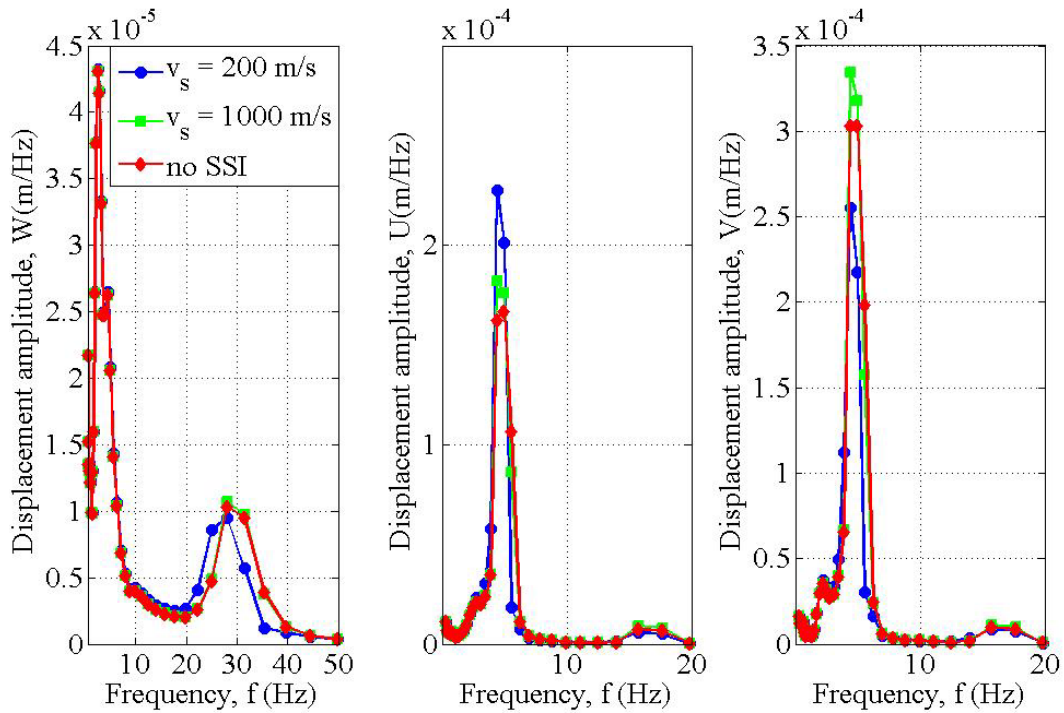 x 10^-5
4.5
4
3.5
3
2.5
2
1.5
1
0.5
0
10 20 30 40 50
Displacement amplitude, W(m/Hz)
Frequency, f (Hz)
v_s = 200 m/s
v_s = 1000 m/s
no SSI
x 10^-4
2
1
0
10 20
Displacement amplitude, U(m/Hz)
Frequency, f (Hz)
x 10^-4
3.5
3
2.5
2
1.5
1
0.5
0
10 20
Displacement amplitude, V(m/Hz)
Frequency, f (Hz)